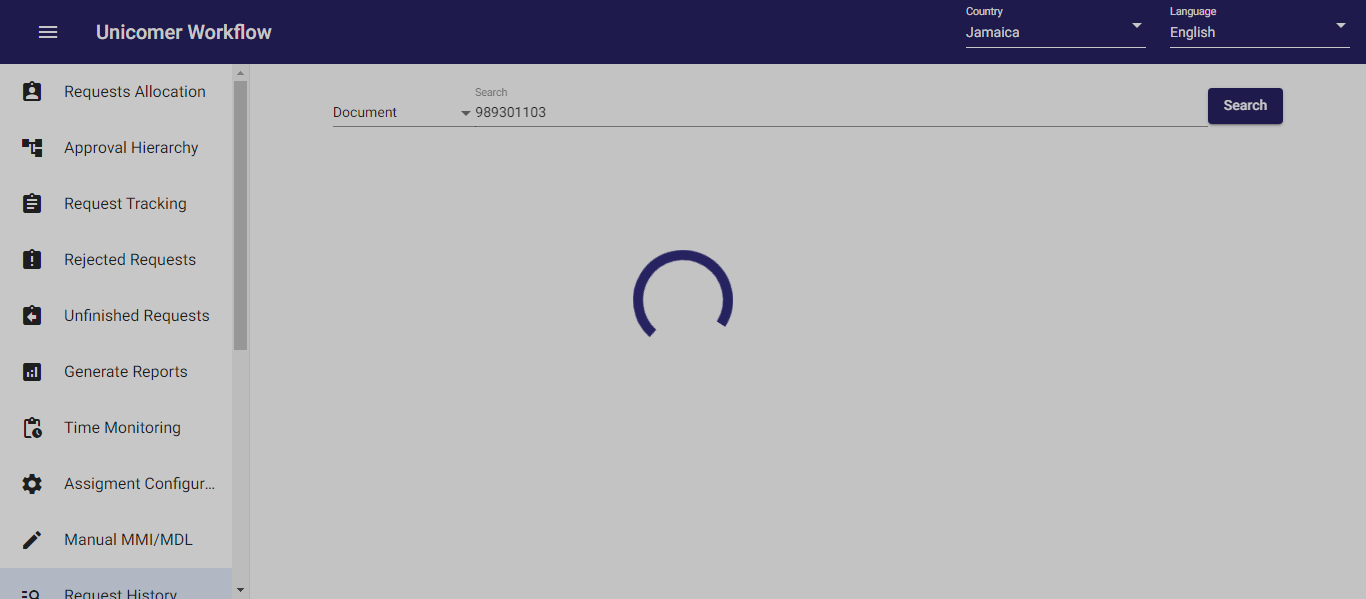 Unicomer Workflow
Country
Jamaica
Language
English
Requests Allocation
Approval Hierarchy
Request Tracking
Rejected Requests
Unfinished Requests
Generate Reports
Time Monitoring
Assigment Configur...
Manual MMI/MDL
Request History
Document
Search
989301103
Search